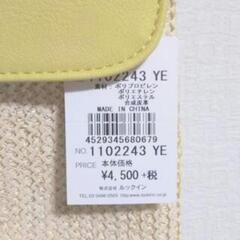 1102243 YE
素材:ポリプロピレン
ポリエチレン
ポリエステル
合成皮革
MADE IN CHINA
4529345680679
NO. 1102243 YE
PRICE 本体価格
¥4,500 +税
株式会社 ルックイン